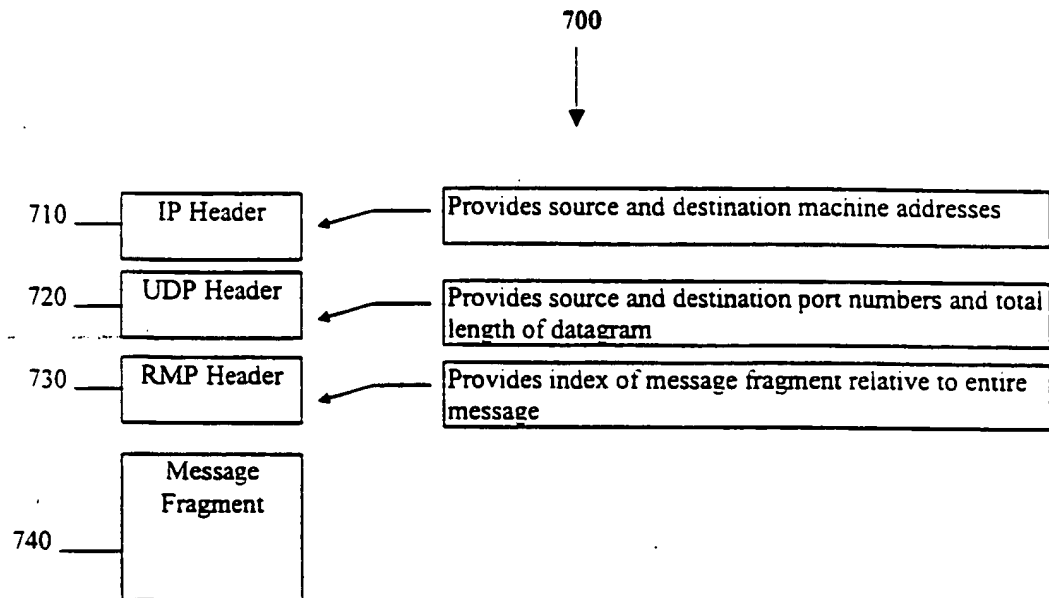 700
710
IP Header
Provides source and destination machine addresses
720
UDP Header
Provides source and destination port numbers and total
length of datagram
730
RMP Header
Provides index of message fragment relative to entire
message
740
Message
Fragment